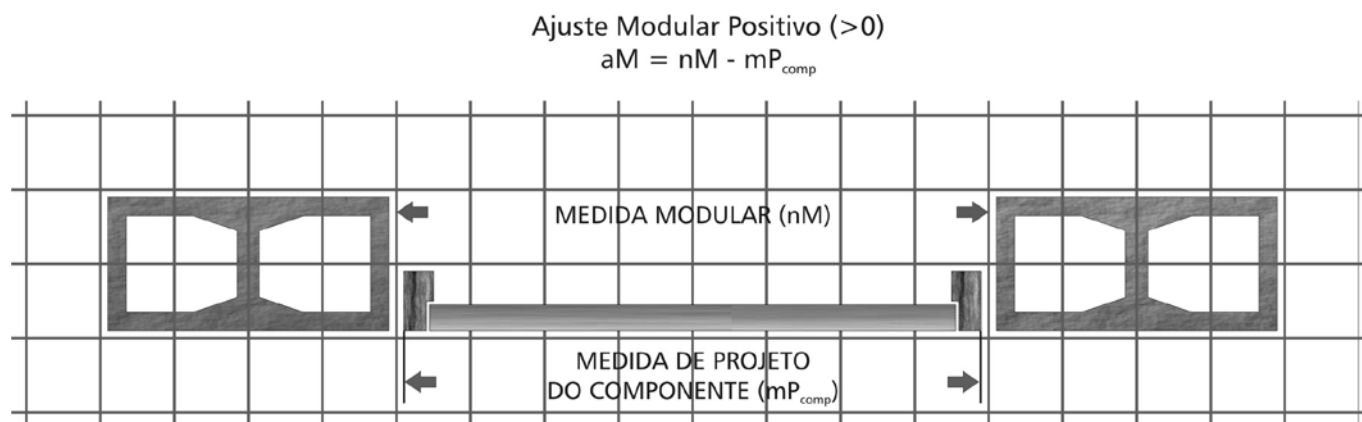 Ajuste Modular Positivo (>0)
aM = nM - mPcomp
MEDIDA MODULAR (nM)
MEDIDA DE PROJETO
DO COMPONENTE (mPcomp)